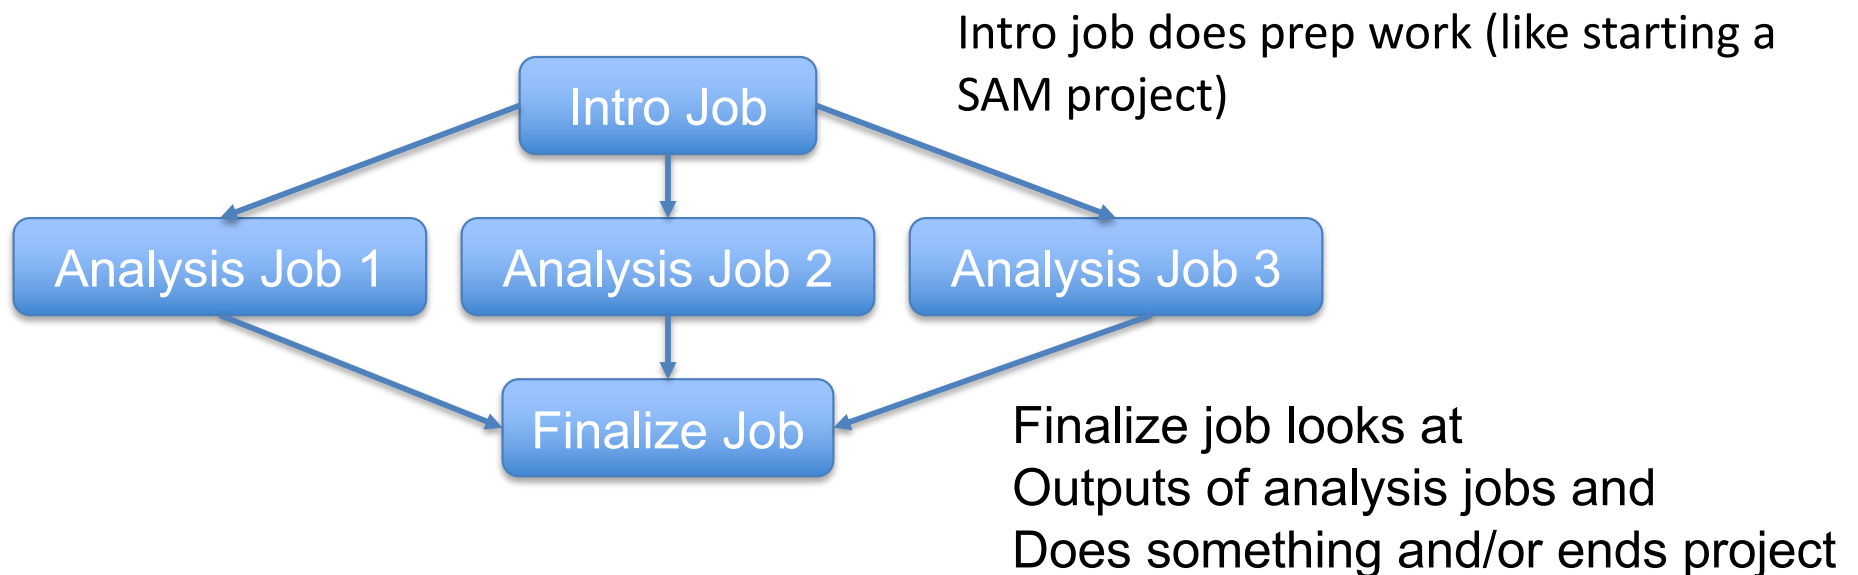 Intro job does prep work (like starting a
SAM project)
Intro Job
Analysis Job 1
Analysis Job 2
Analysis Job 3
Finalize Job
Finalize job looks at
Outputs of analysis jobs and
Does something and/or ends project